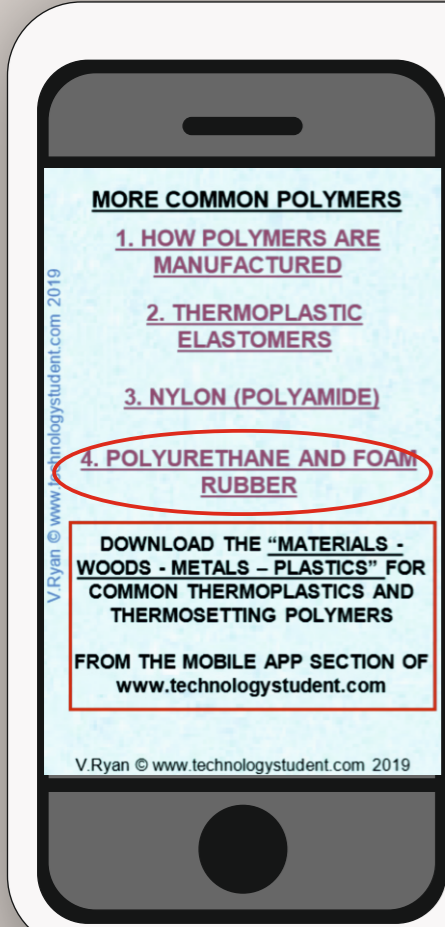 MORE COMMON POLYMERS
1. HOW POLYMERS ARE
MANUFACTURED
2. THERMOPLASTIC
ELASTOMERS
3. NYLON (POLYAMIDE)
4. POLYURETHANE AND FOAM
RUBBER
DOWNLOAD THE “MATERIALS -
WOODS - METALS – PLASTICS” FOR
COMMON THERMOPLASTICS AND
THERMOSETTING POLYMERS
FROM THE MOBILE APP SECTION OF
www.technologystudent.com
V.Ryan © www.technologystudent.com 2019
V.Ryan © www.technologystudent.com 2019